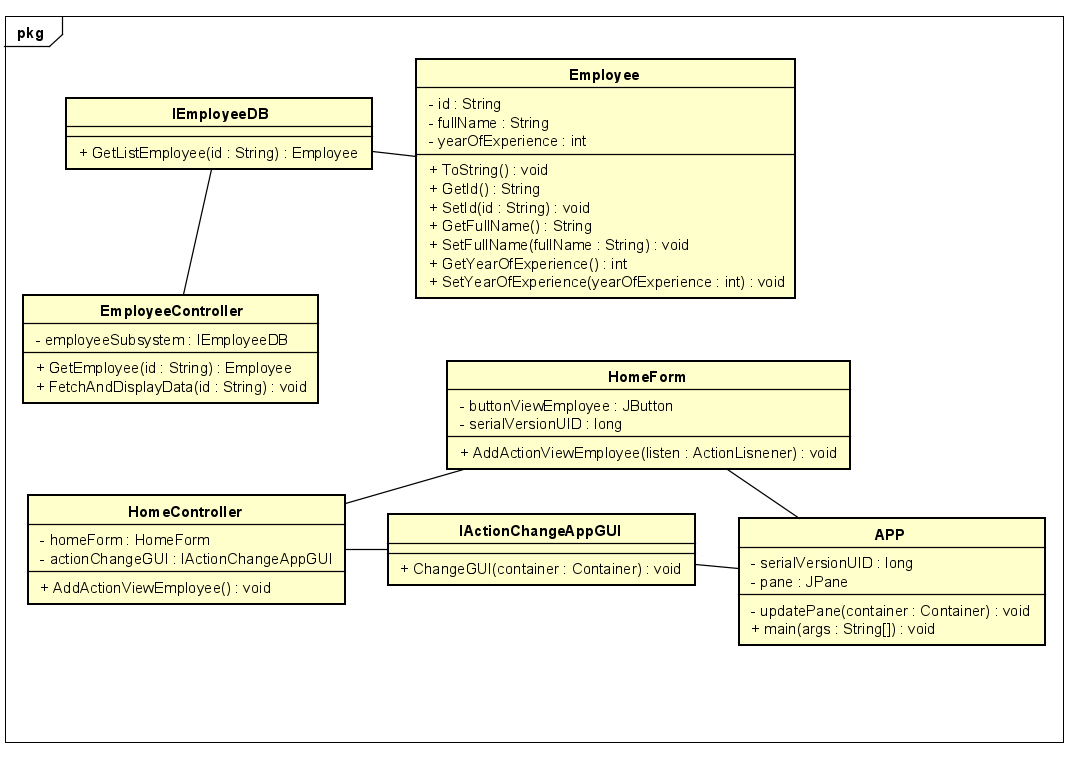 pkg
IEmployeeDB
+ GetListEmployee(id : String) : Employee
Employee
- id : String
- fullName : String
- yearOfExperience : int
+ ToString() : void
+ GetId() : String
+ SetId(id : String) : void
+ GetFullName() : String
+ SetFullName(fullName : String) : void
+ GetYearOfExperience() : int
+ SetYearOfExperience(yearOfExperience : int) : void
EmployeeController
- employeeSubsystem : IEmployeeDB
+ GetEmployee(id : String) : Employee
+ FetchAndDisplayData(id : String) : void
HomeForm
- buttonViewEmployee : JButton
- serialVersionUID : long
+ AddActionViewEmployee(listen : ActionLisnener) : void
HomeController
- homeForm : HomeForm
- actionChangeGUI : IActionChangeAppGUI
+ AddActionViewEmployee() : void
IActionChangeAppGUI
+ ChangeGUI(container : Container) : void
APP
- serialVersionUID : long
- pane : JPane
- updatePane(container : Container) : void
+ main(args : String[]) : void